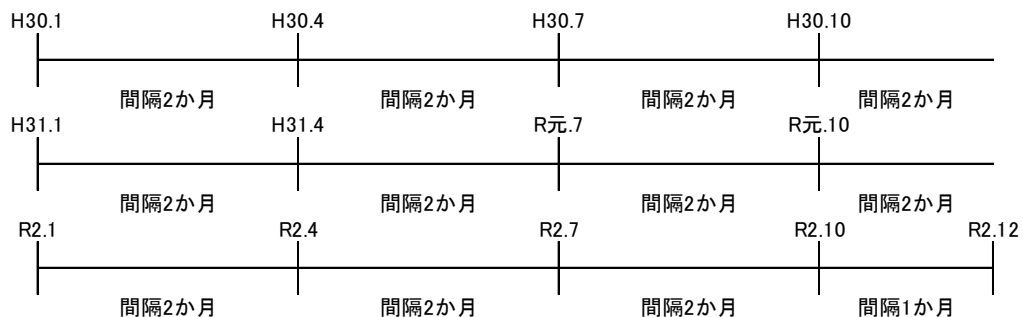 H30.1 H30.4 H30.7 H30.10
間隔2か月 間隔2か月 間隔2か月 間隔2か月
H31.1 H31.4 R元.7 R元.10
間隔2か月 間隔2か月 間隔2か月 間隔2か月
R2.1 R2.4 R2.7 R2.10 R2.12
間隔2か月 間隔2か月 間隔2か月 間隔1か月